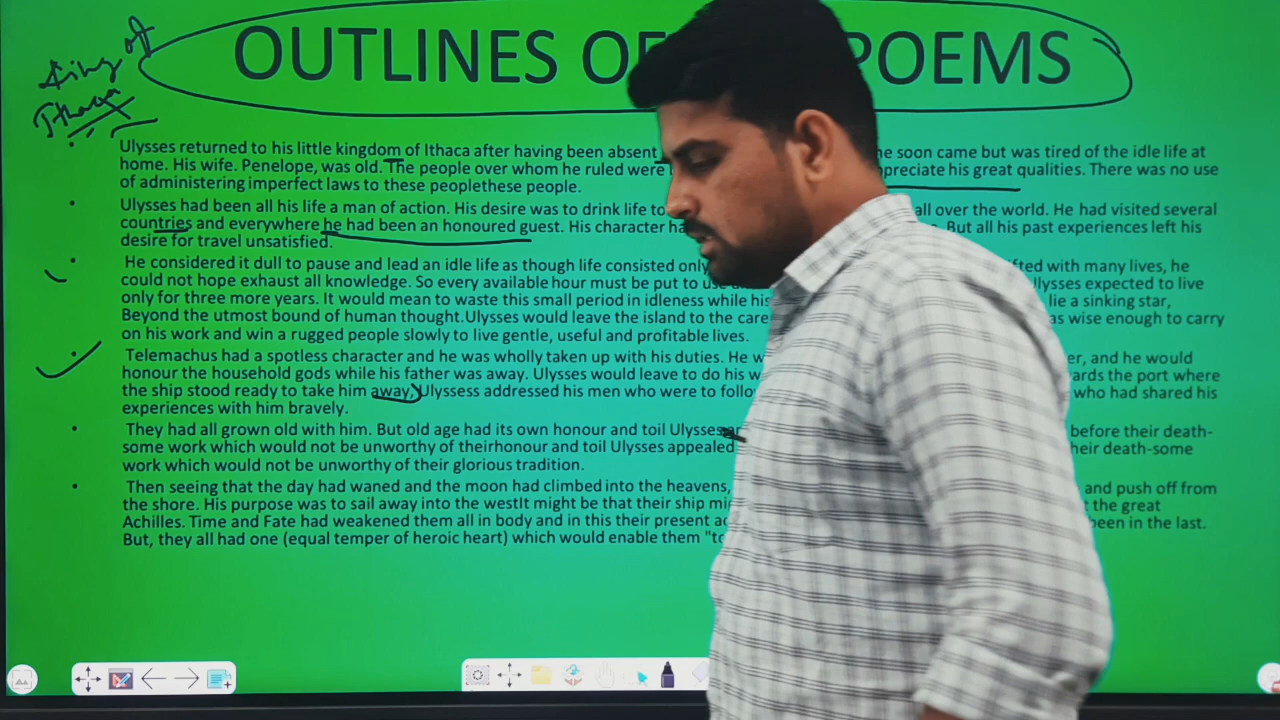 King of
Ithaca
OUTLINES OF POEMS
Ulysses returned to his little kingdom of Ithaca after having been absent he soon came but was tired of the idle life at
home. His wife. Penelope, was old. The people over whom he ruled were preciate his great qualities. There was no use
of administering imperfect laws to these peoplethese people.
Ulysses had been all his life a man of action. His desire was to drink life to all over the world. He had visited several
countries and everywhere he had been an honoured guest. His character ha But all his past experiences left his
desire for travel unsatisfied.
He considered it dull to pause and lead an idle life as though life consisted only ifted with many lives, he
could not hope exhaust all knowledge. So every available hour must be put to use Ulysses expected to live
only for three more years. It would mean to waste this small period in idleness while his lie a sinking star,
Beyond the utmost bound of human thought.Ulysses would leave the island to the care as wise enough to carry
on his work and win a rugged people slowly to live gentle, useful and profitable lives.
Telemachus had a spotless character and he was wholly taken up with his duties. He w er, and he would
honour the household gods while his father was away. Ulysses would leave to do his w ards the port where
the ship stood ready to take him away, Ulyssess addressed his men who were to follo who had shared his
experiences with him bravely.
They had all grown old with him. But old age had its own honour and toil Ulysses before their death-
some work which would not be unworthy of theirhonour and toil Ulysses appealed heir death-some
work which would not be unworthy of their glorious tradition.
Then seeing that the day had waned and the moon had climbed into the heavens, and push off from
the shore. His purpose was to sail away into the westIt might be that their ship mi the great
Achilles. Time and Fate had weakened them all in body and in this their present ac been in the last.
But, they all had one (equal temper of heroic heart) which would enable them "to